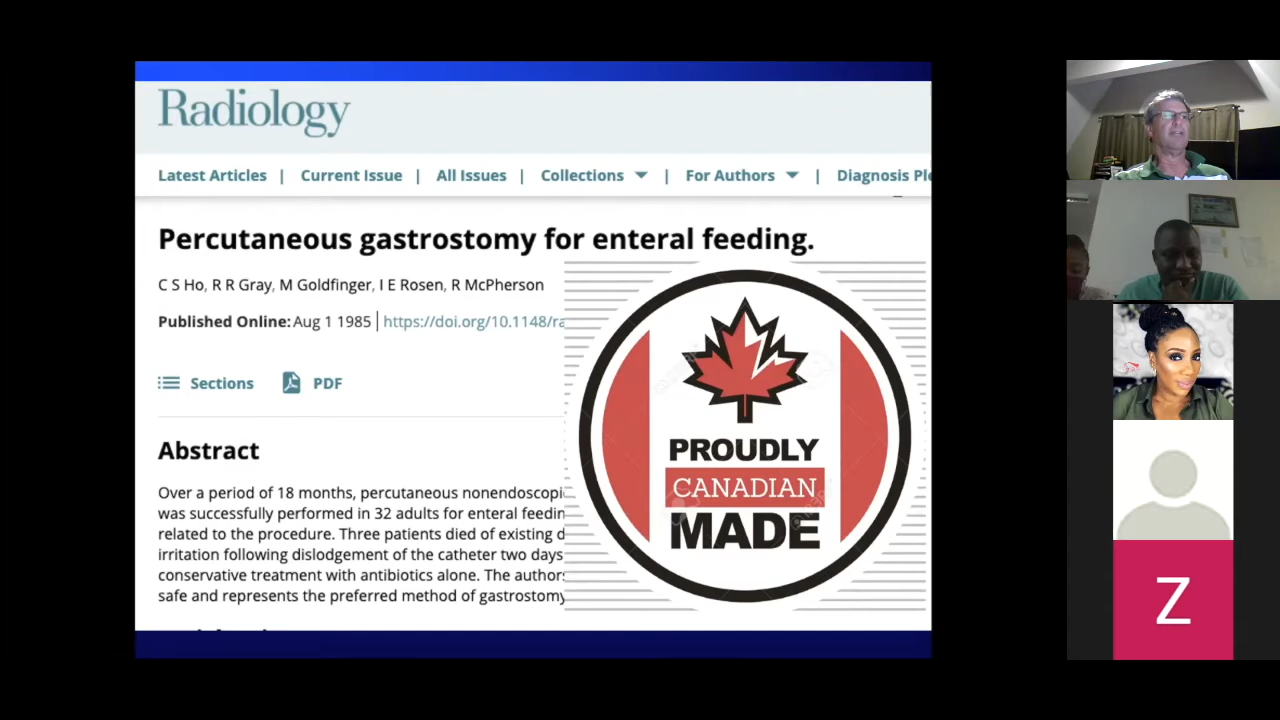 Radiology
Latest Articles | Current Issue | All Issues | Collections | For Authors | Diagnosis
Percutaneous gastrostomy for enteral feeding.
C S Ho, R R Gray, M Goldfinger, I E Rosen, R McPherson
Published Online: Aug 1 1985 | https://doi.org/10.1148/ra
Sections PDF
Abstract
Over a period of 18 months, percutaneous nonendoscopi
was successfully performed in 32 adults for enteral feedin
related to the procedure. Three patients died of existing d
irritation following dislodgement of the catheter two days
conservative treatment with antibiotics alone. The author
safe and represents the preferred method of gastrostomy
PROUDLY
CANADIAN
MADE
Z